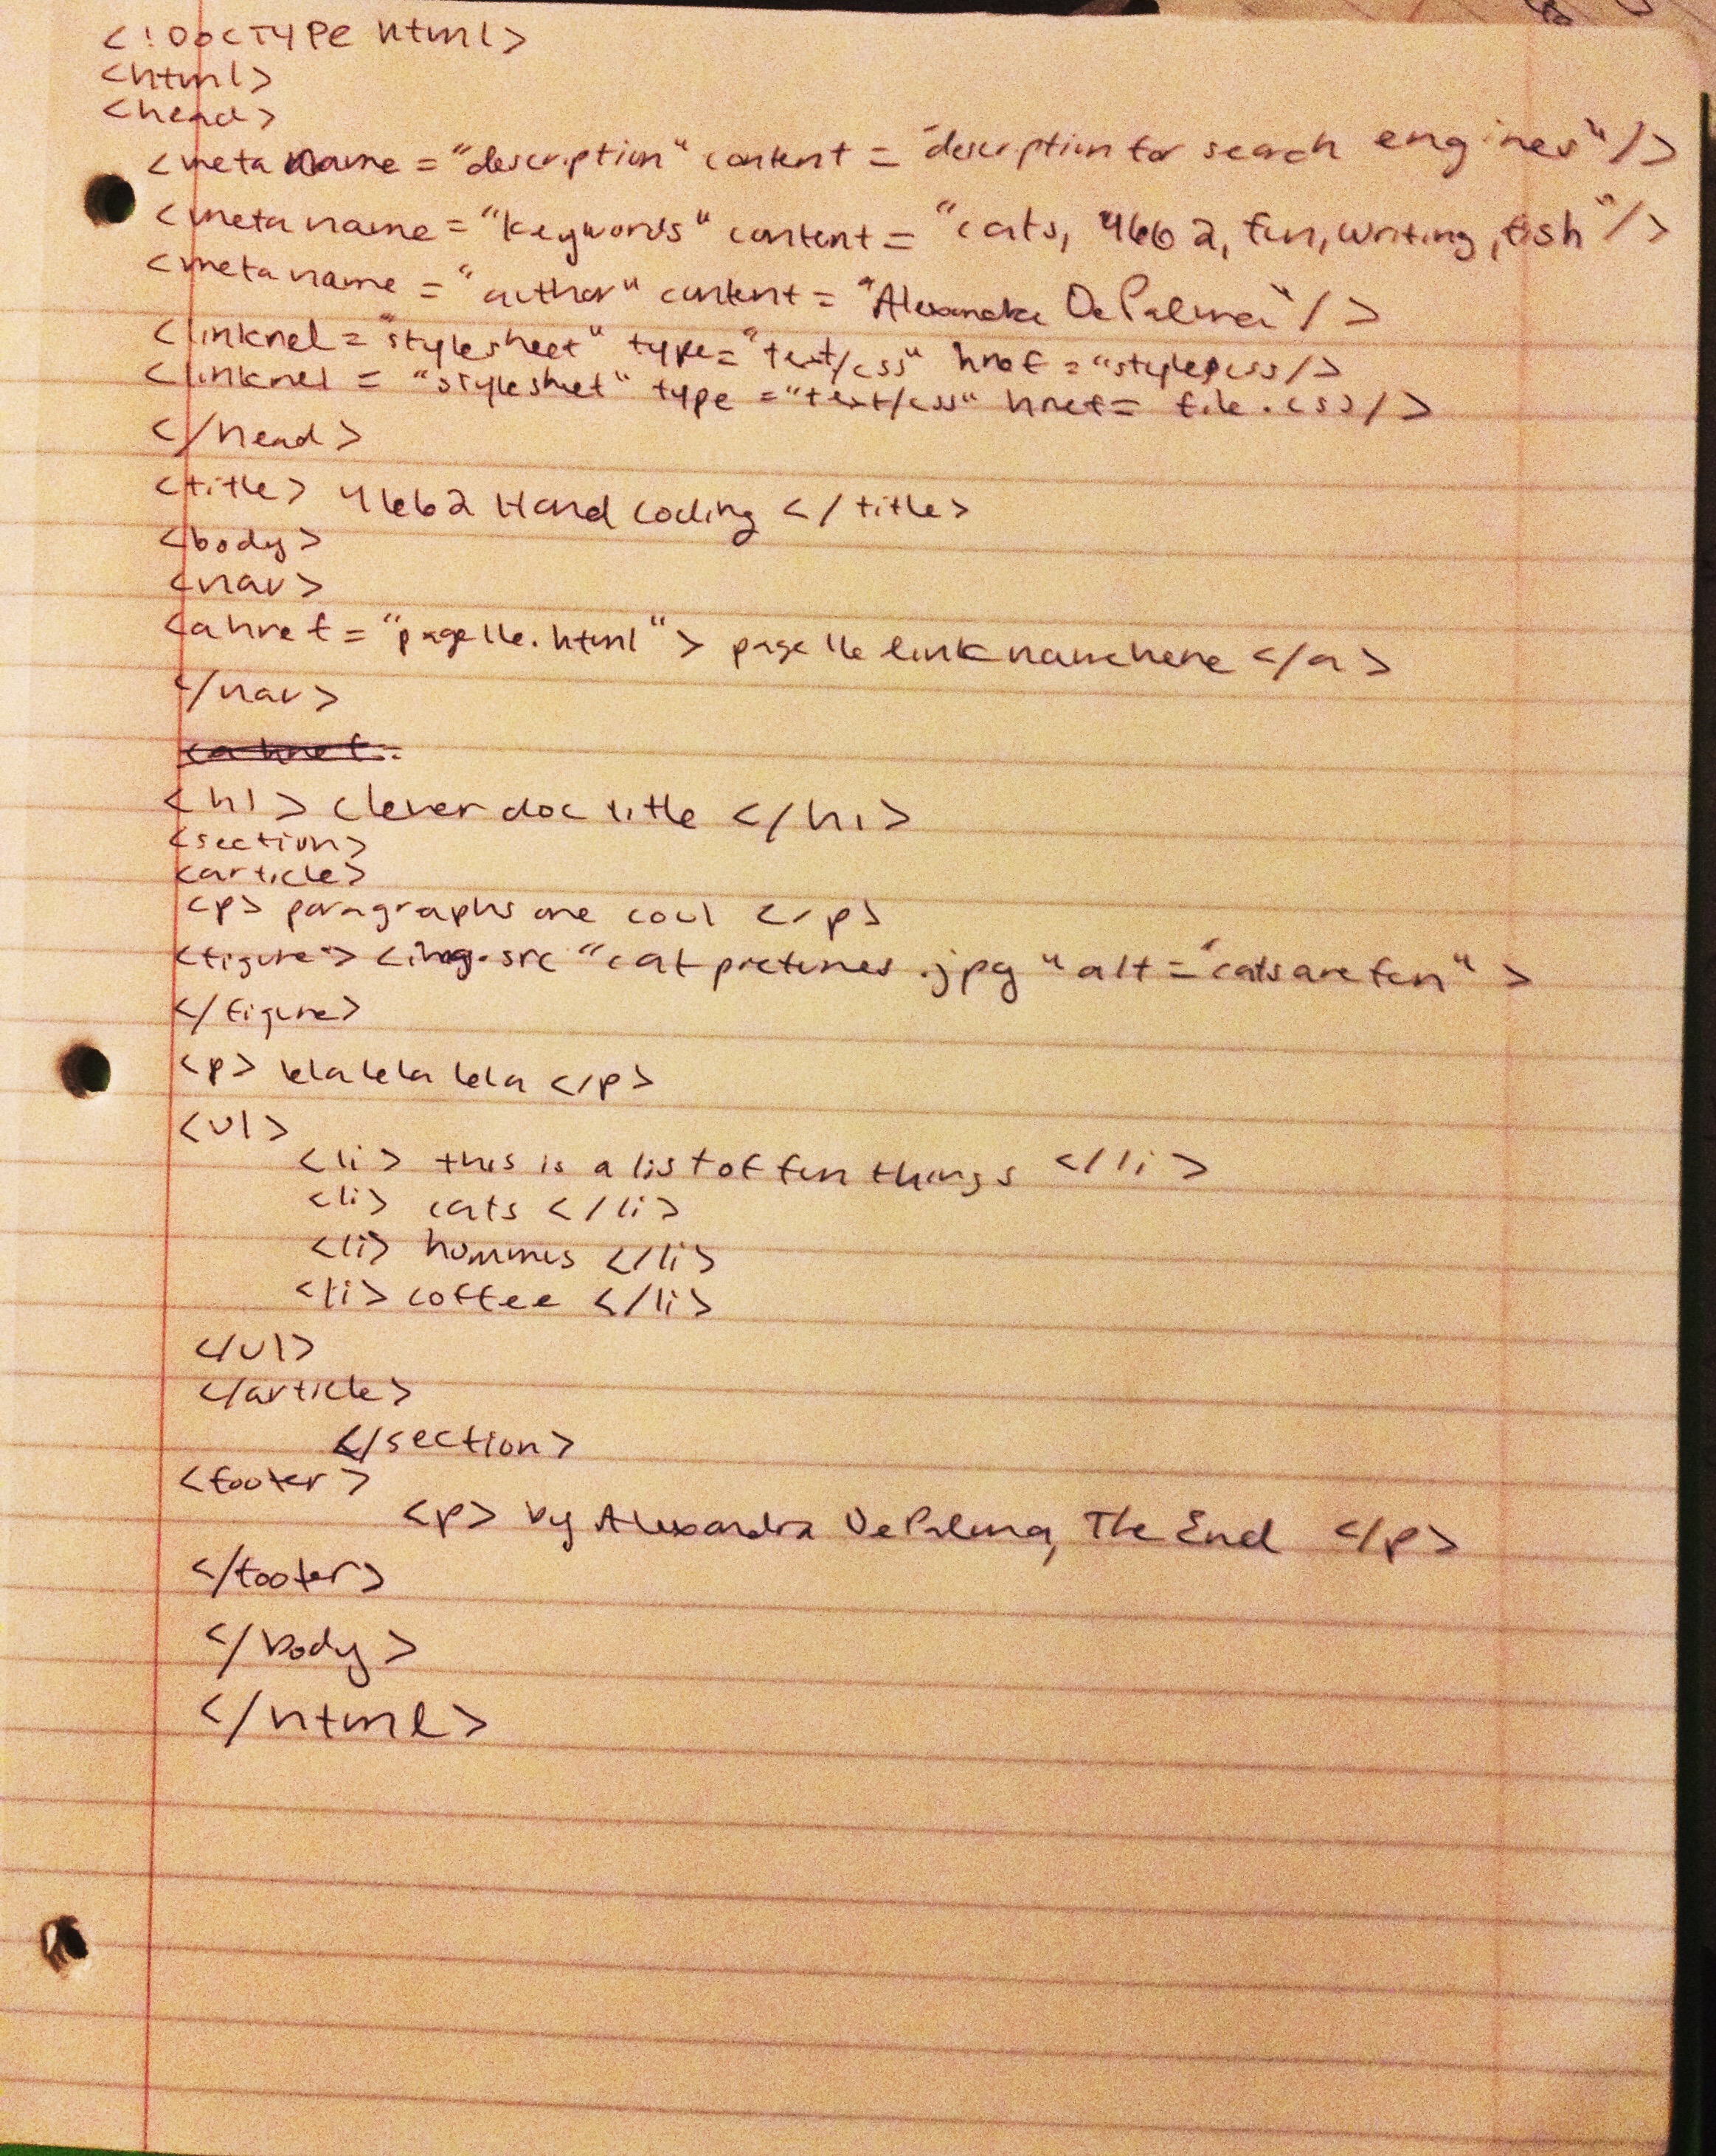 <!DOCTYPE html>
<html>
<head>
<meta name = "description" content = "description for search engines"/>
<meta name = "keywords" content = "cats, 4662, fun, writing, fish"/>
<meta name = "author" content = "Alexandra DePalma"/>
<link rel = "stylesheet" type = "text/css" href = "style.css/>
<link rel = "stylesheet" type = "text/css" href = file.css/>
</head>
<title> 4662 Hand coding </title>
<body>
<nav>
<a href = "page 16.html"> page 16 link name here </a>
</nav>
<a href
<h1> Clever doc title </h1>
<section>
<article>
<p> paragraphs are cool </p>
<figure> <img src "cat pictures.jpg" alt = "cats are fun" >
</figure>
<p> blablabla </p>
<ul>
<li> this is a list of fun things </li>
<li> cats </li>
<li> hummus </li>
<li> coffee </li>
</ul>
</article>
</section>
<footer>
<p> by Alexandra DePalma, The End </p>
</footer>
</body>
</html>